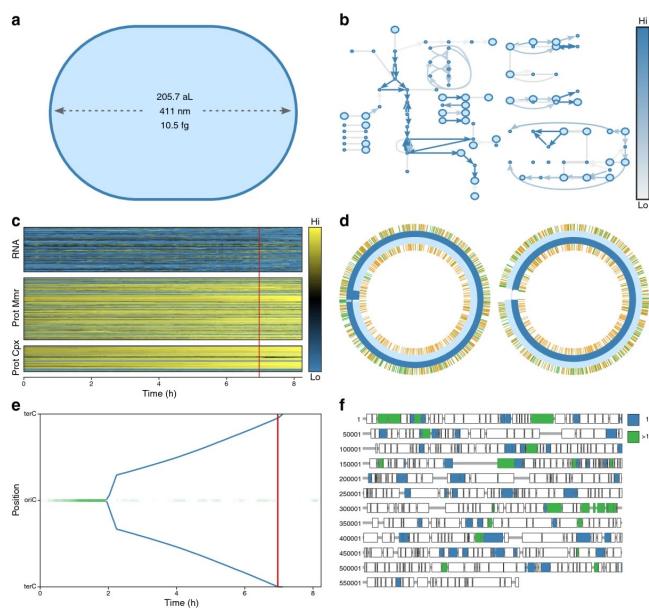 a
205.7 aL
411 nm
10.5 fg
b
Hi
Lo
c
RNA
Prot Mmr
Prot Cpx
0
2
4
6
8
Time (h)
Hi
Lo
d
e
terC
oriC
terC
Position
0
2
4
6
8
Time (h)
f
1
50001
100001
150001
200001
250001
300001
350001
400001
450001
500001
550001
1
>1